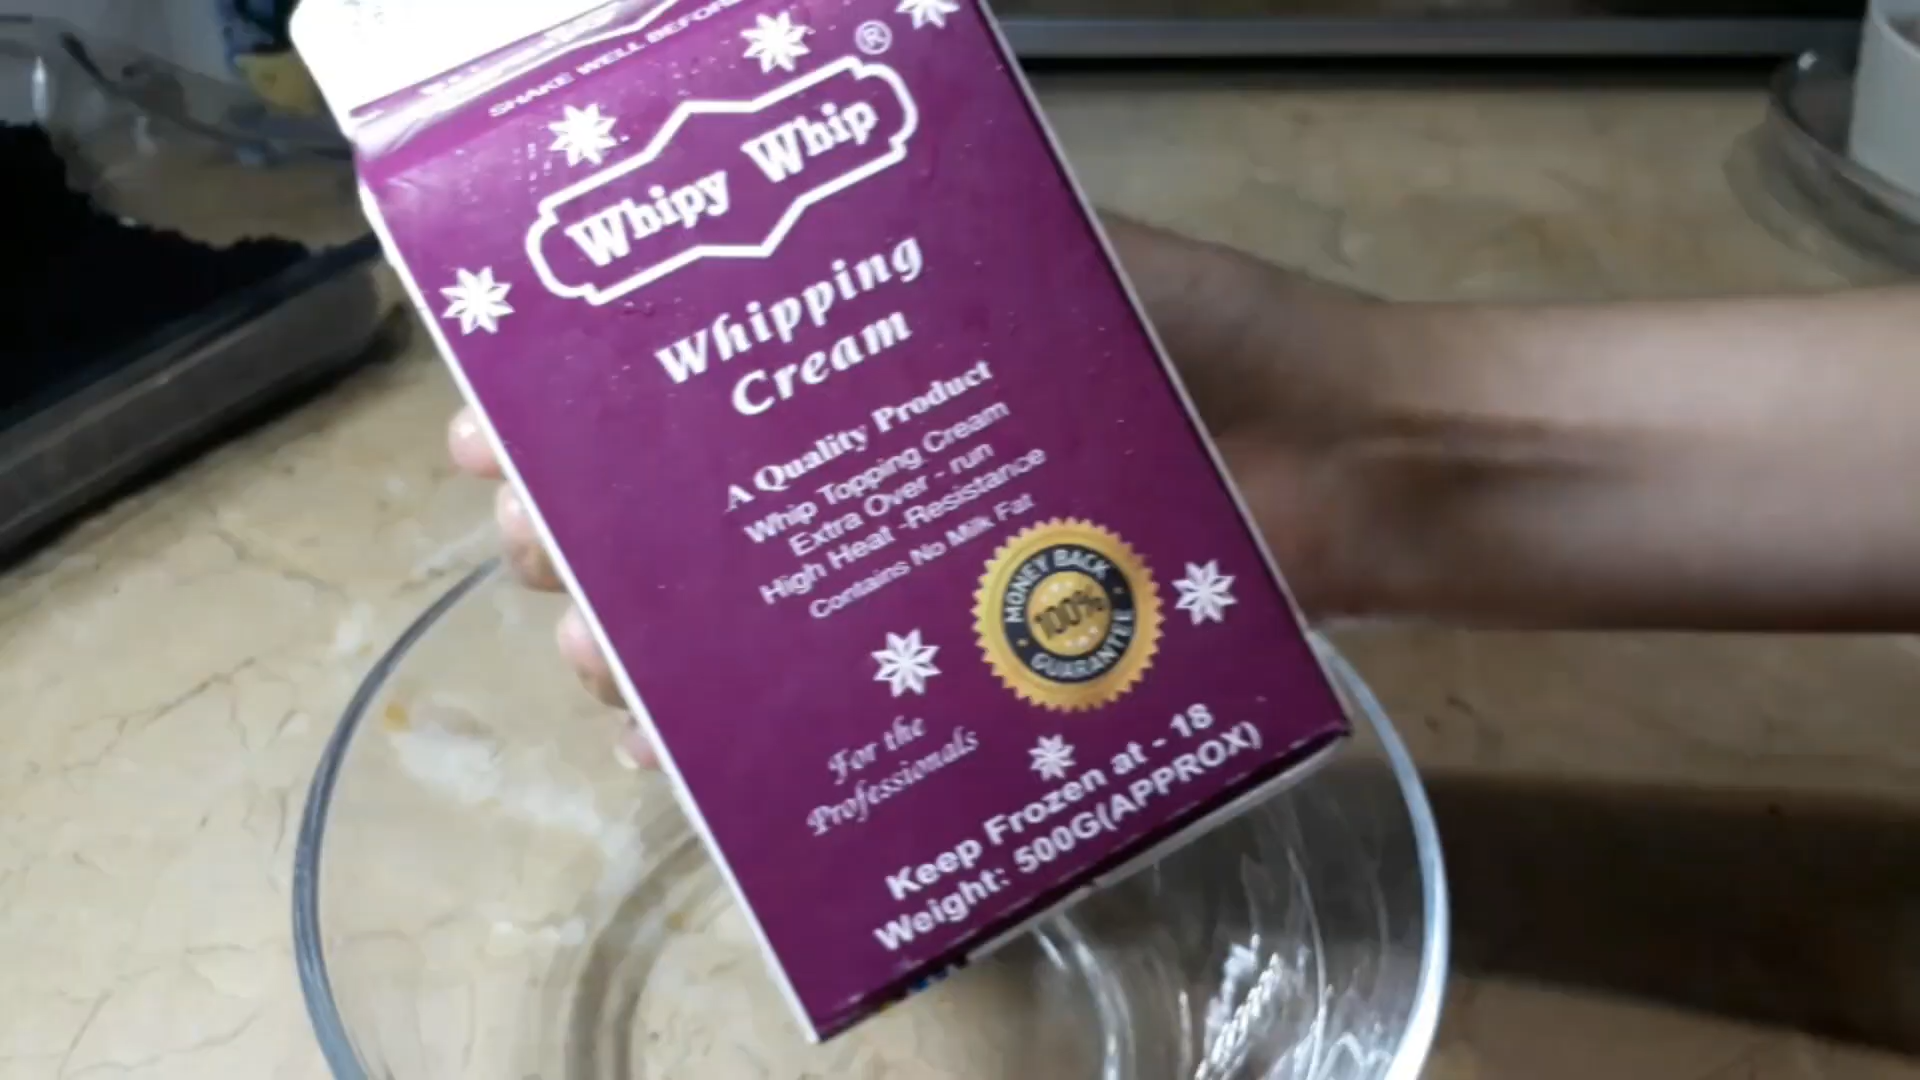 SHAKE WELL BEFORE
®
Whipy Whip
Whipping
Cream
A Quality Product
Whip Topping Cream
Extra Over - run
High Heat -Resistance
Contains No Milk Fat
MONEY BACK
100%
GUARANTEE
For the
Professionals
Keep Frozen at - 18
Weight: 500G(APPROX)